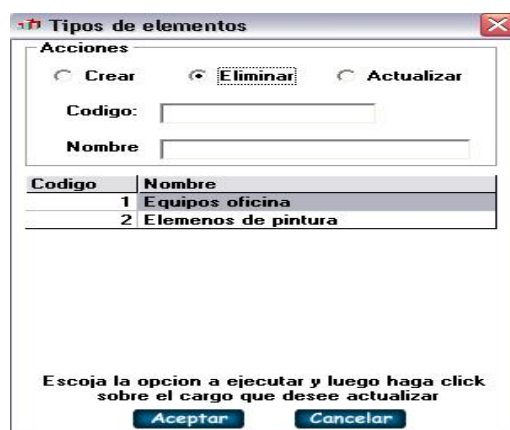 Tipos de elementos
Acciones
Crear Eliminar Actualizar
Codigo:
Nombre
Codigo Nombre
1 Equipos oficina
2 Elemenos de pintura
Escoja la opcion a ejecutar y luego haga click
sobre el cargo que desee actualizar
Aceptar Cancelar